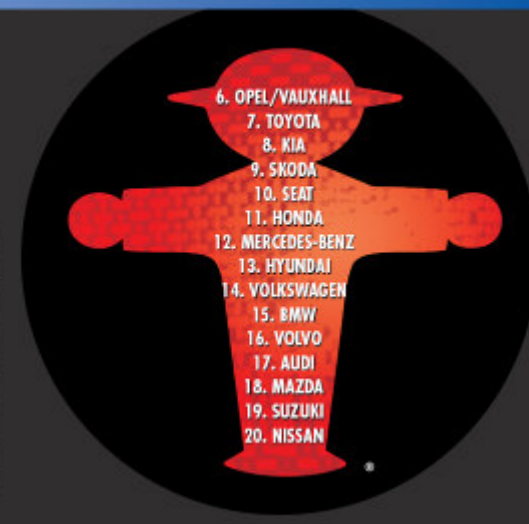 6. OPEL/VAUXHALL
7. TOYOTA
8. KIA
9. SKODA
10. SEAT
11. HONDA
12. MERCEDES-BENZ
13. HYUNDAI
14. VOLKSWAGEN
15. BMW
16. VOLVO
17. AUDI
18. MAZDA
19. SUZUKI
20. NISSAN
®